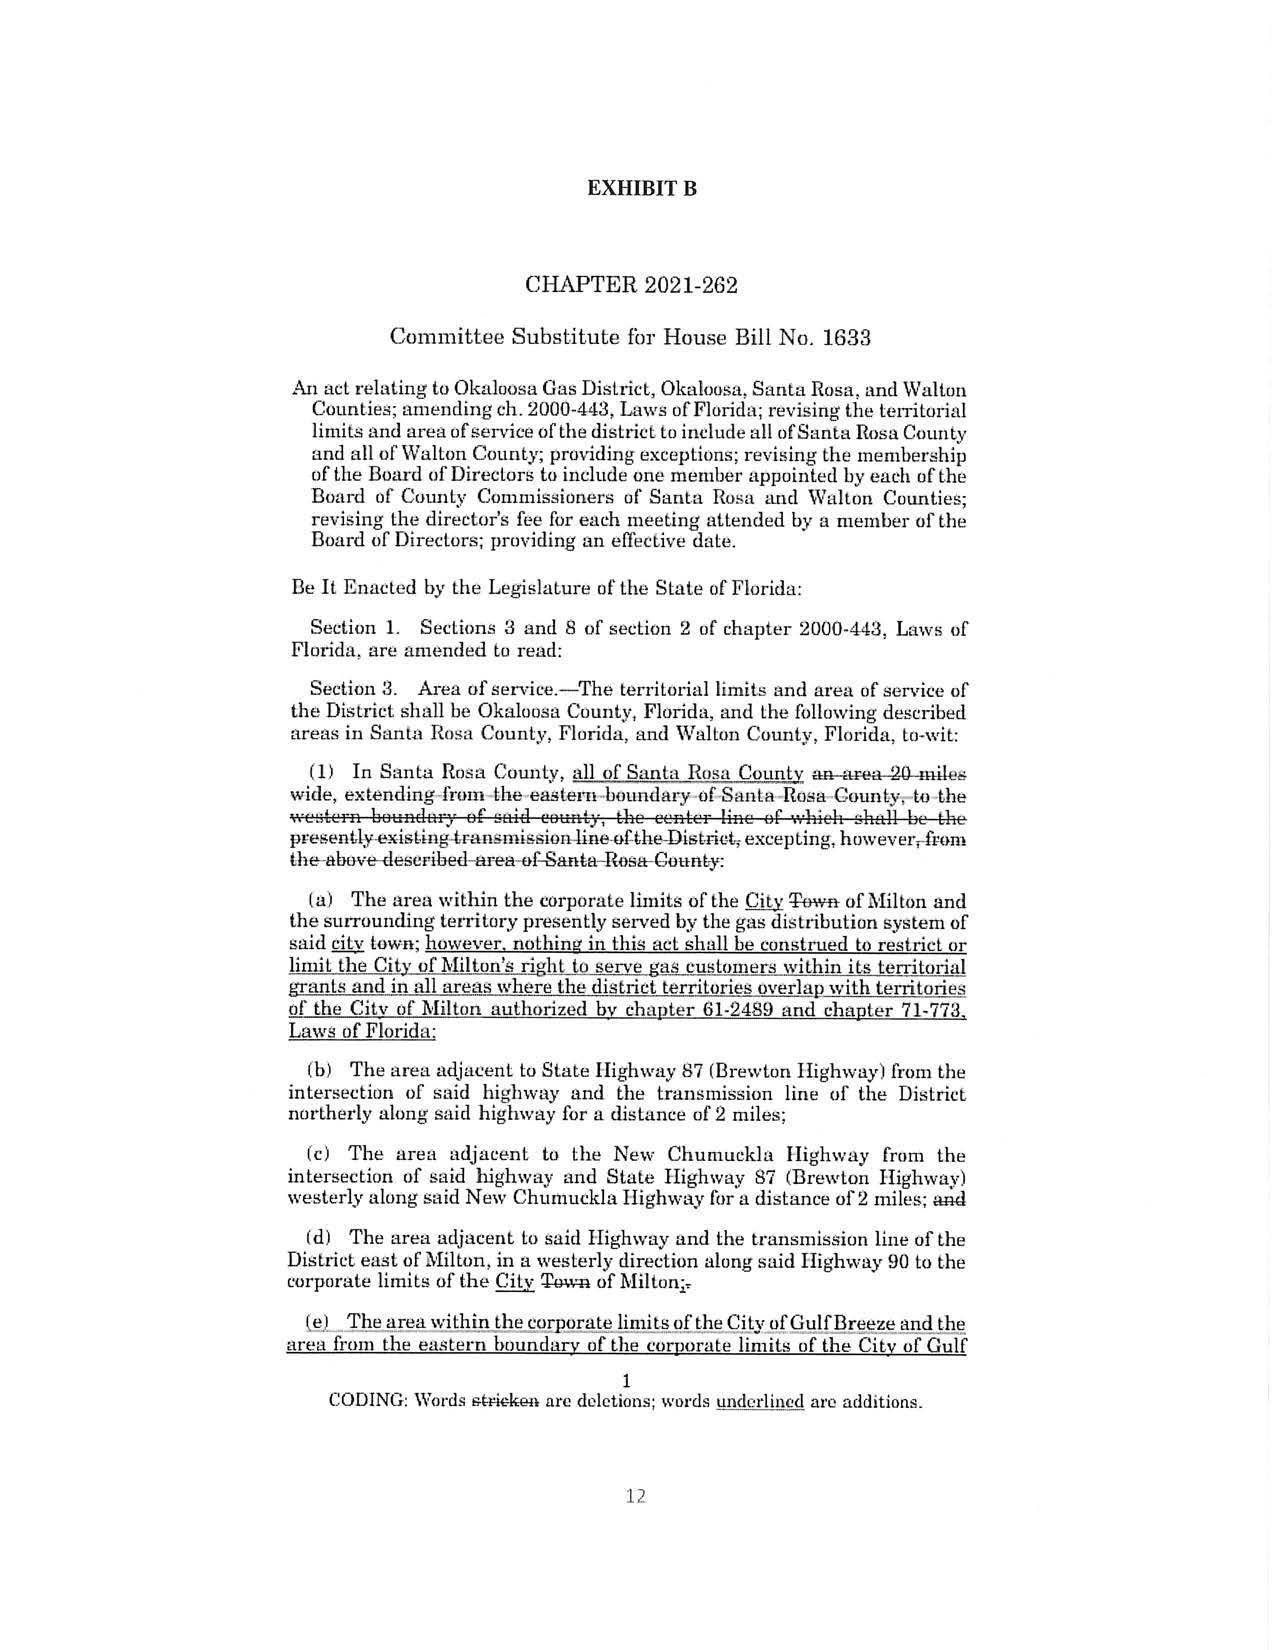 EXHIBIT B
CHAPTER 2021-262
Committee Substitute for House Bill No. 1633
An act relating to Okaloosa Gas District, Okaloosa, Santa Rosa, and Walton
Counties; amending ch. 2000-443, Laws of Florida; revising the territorial
limits and area of service of the district to include all of Santa Rosa County
and all of Walton County; providing exceptions; revising the membership
of the Board of Directors to include one member appointed by each of the
Board of County Commissioners of Santa Rosa and Walton Counties;
revising the director's fee for each meeting attended by a member of the
Board of Directors; providing an effective date.
Be It Enacted by the Legislature of the State of Florida:
Section 1. Sections 3 and 8 of section 2 of chapter 2000-443, Laws of
Florida, are amended to read:
Section 3. Area of service.—The territorial limits and area of service of
the District shall be Okaloosa County, Florida, and the following described
areas in Santa Rosa County, Florida, and Walton County, Florida, to-wit:
(1) In Santa Rosa County, all of Santa Rosa County an area 20 miles
wide, extending from the eastern boundary of Santa Rosa County, to the
western boundary of said county, the center line of which shall be the
presently existing transmission line of the District, excepting, however, from
the above described area of Santa Rosa County:
(a) The area within the corporate limits of the City Town of Milton and
the surrounding territory presently served by the gas distribution system of
said city town; however, nothing in this act shall be construed to restrict or
limit the City of Milton's right to serve gas customers within its territorial
grants and in all areas where the district territories overlap with territories
of the City of Milton authorized by chapter 61-2489 and chapter 71-773,
Laws of Florida;
(b) The area adjacent to State Highway 87 (Brewton Highway) from the
intersection of said highway and the transmission line of the District
northerly along said highway for a distance of 2 miles;
(c) The area adjacent to the New Chumuckla Highway from the
intersection of said highway and State Highway 87 (Brewton Highway)
westerly along said New Chumuckla Highway for a distance of 2 miles; and
(d) The area adjacent to said Highway and the transmission line of the
District east of Milton, in a westerly direction along said Highway 90 to the
corporate limits of the City Town of Milton;.
(e) The area within the corporate limits of the City of Gulf Breeze and the
area from the eastern boundary of the corporate limits of the City of Gulf
1
CODING: Words stricken are deletions; words underlined are additions.
12